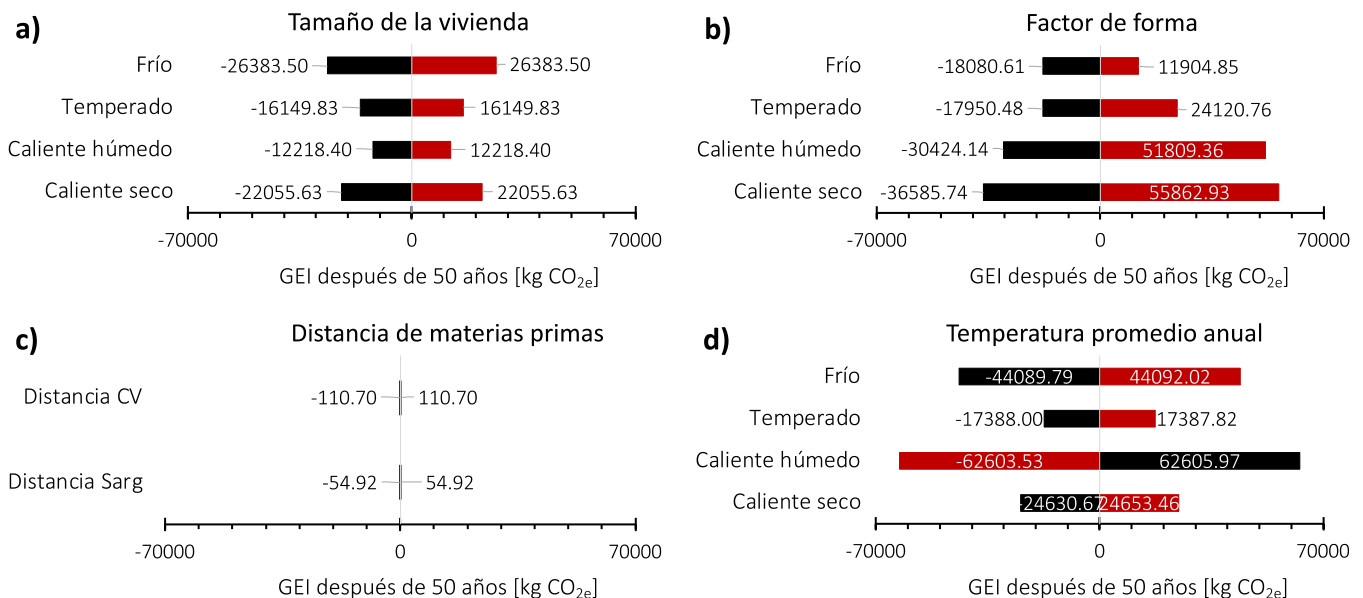 a)
Tamaño de la vivienda
Frío -26383.50 26383.50
Temperado -16149.83 16149.83
Caliente húmedo -12218.40 12218.40
Caliente seco -22055.63 22055.63
-70000 0 70000
GEI después de 50 años [kg CO2e]
b)
Factor de forma
Frío -18080.61 11904.85
Temperado -17950.48 24120.76
Caliente húmedo -30424.14 51809.36
Caliente seco -36585.74 55862.93
-70000 0 70000
GEI después de 50 años [kg CO2e]
c)
Distancia de materias primas
Distancia CV -110.70 110.70
Distancia Sarg -54.92 54.92
-70000 0 70000
GEI después de 50 años [kg CO2e]
d)
Temperatura promedio anual
Frío -44089.79 44092.02
Temperado -17388.00 17387.82
Caliente húmedo -62603.53 62605.97
Caliente seco -24630.67 24653.46
-70000 0 70000
GEI después de 50 años [kg CO2e]